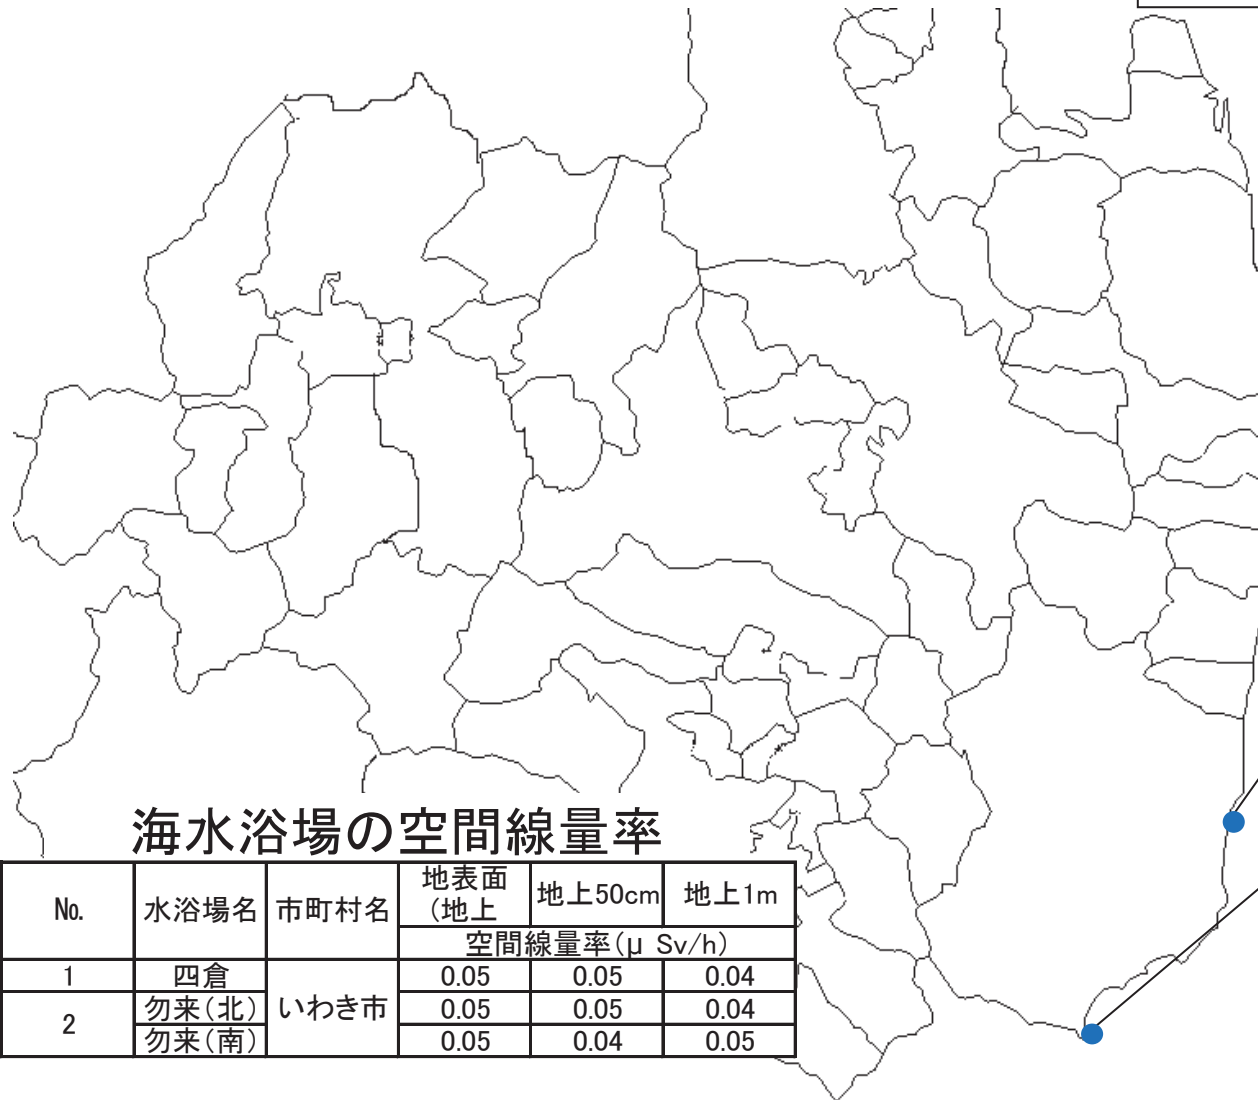 海水浴場の空間線量率
No. 水浴場名 市町村名 地表面(地上 地上50cm 地上1m
空間線量率(μ Sv/h)
1 四倉 いわき市 0.05 0.05 0.04
2 勿来(北) 0.05 0.05 0.04
勿来(南) 0.05 0.04 0.05